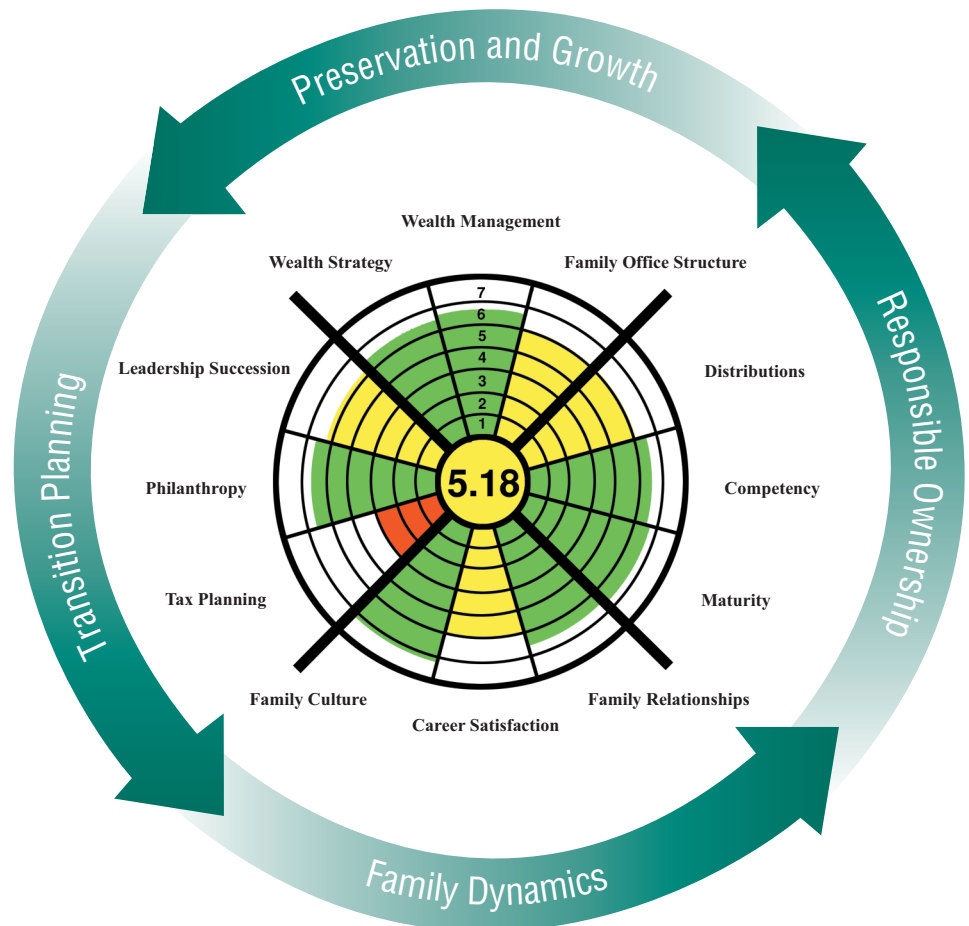 Preservation and Growth
Wealth Management
Wealth Strategy
Family Office Structure
7
6
5
4
3
2
1
Leadership Succession
Distributions
Responsible Ownership
Transition Planning
Philanthropy
5.18
Competency
Tax Planning
Maturity
Family Culture
Family Relationships
Career Satisfaction
Family Dynamics